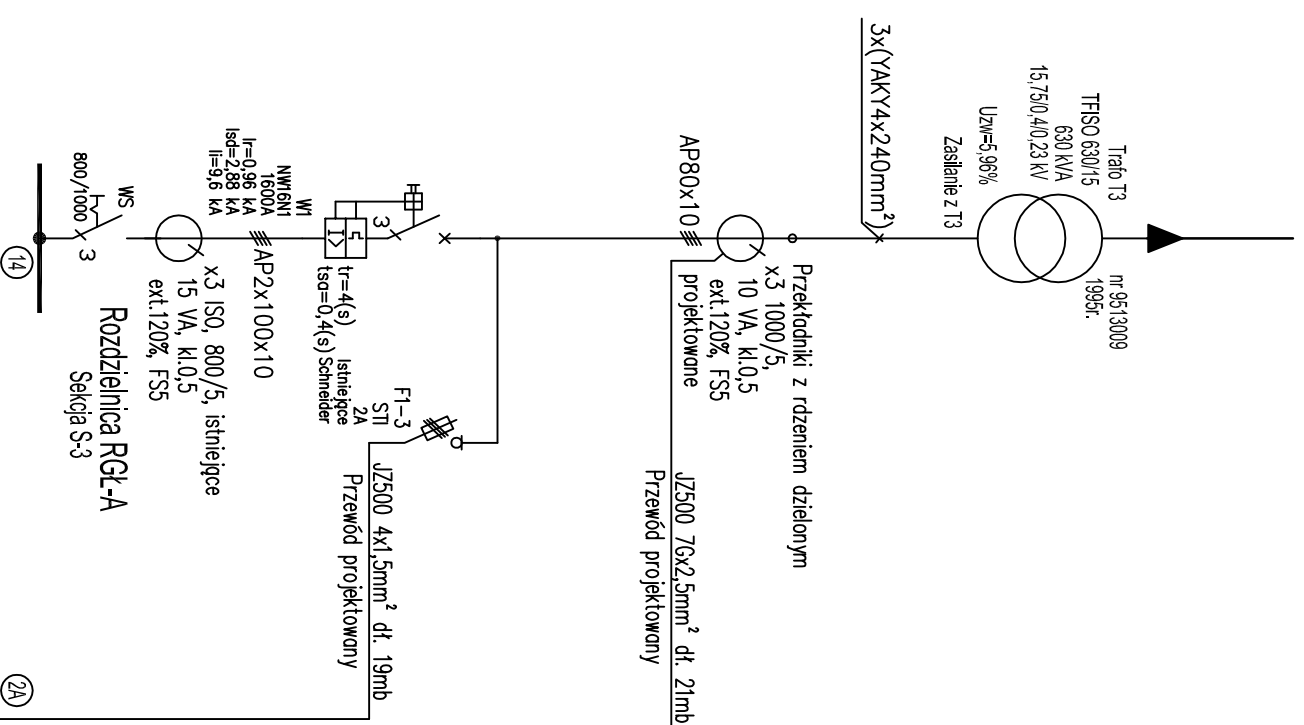 Trafo T3
TFISO 630/15
630 kVA
15,75/0,4/0,23 kV
Uzw=5,96%
Zasilanie z T3
nr 9513009
1995r.
3x(YAKY4x240mm²)
Przekładniki z rdzeniem dzielonym
x3 1000/5,
10 VA, kl.0,5
ext.120%, FS5
projektowane
AP80x10
JZ500 7Gx2,5mm² dł. 21mb
Przewód projektowany
F1-3
STI
2A
Istniejące
Schneider
JZ500 4x1,5mm² dł. 19mb
Przewód projektowany
3
I>
tr=4(s)
tsd=0,4(s)
W1
NW16N1
1600A
Ir=0,96 kA
Isd=2,88 kA
Ii=9,6 kA
AP2x100x10
x3 ISO, 800/5, istniejące
15 VA, kl.0,5
ext.120%, FS5
WS
800/1000
3
Rozdzielnica RGŁ-A
Sekcja S-3
14
2A